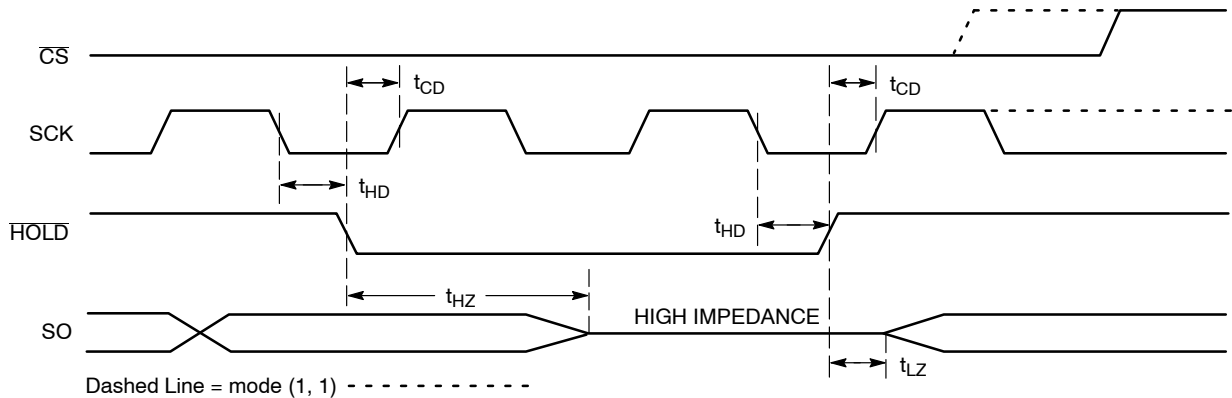 CS
tCD
tCD
SCK
tHD
HOLD
tHD
tHZ
HIGH IMPEDANCE
SO
tLZ
Dashed Line = mode (1, 1)